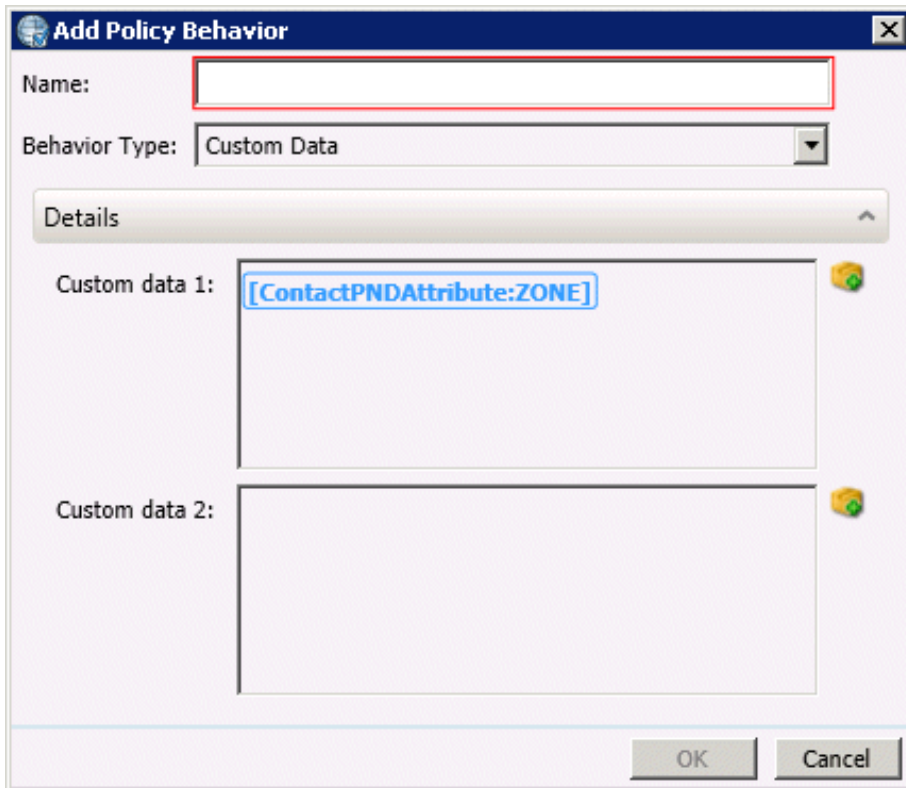 Add Policy Behavior
Name:
Behavior Type: Custom Data
Details
Custom data 1: [ContactPNDAttribute:ZONE]
Custom data 2:
OK Cancel